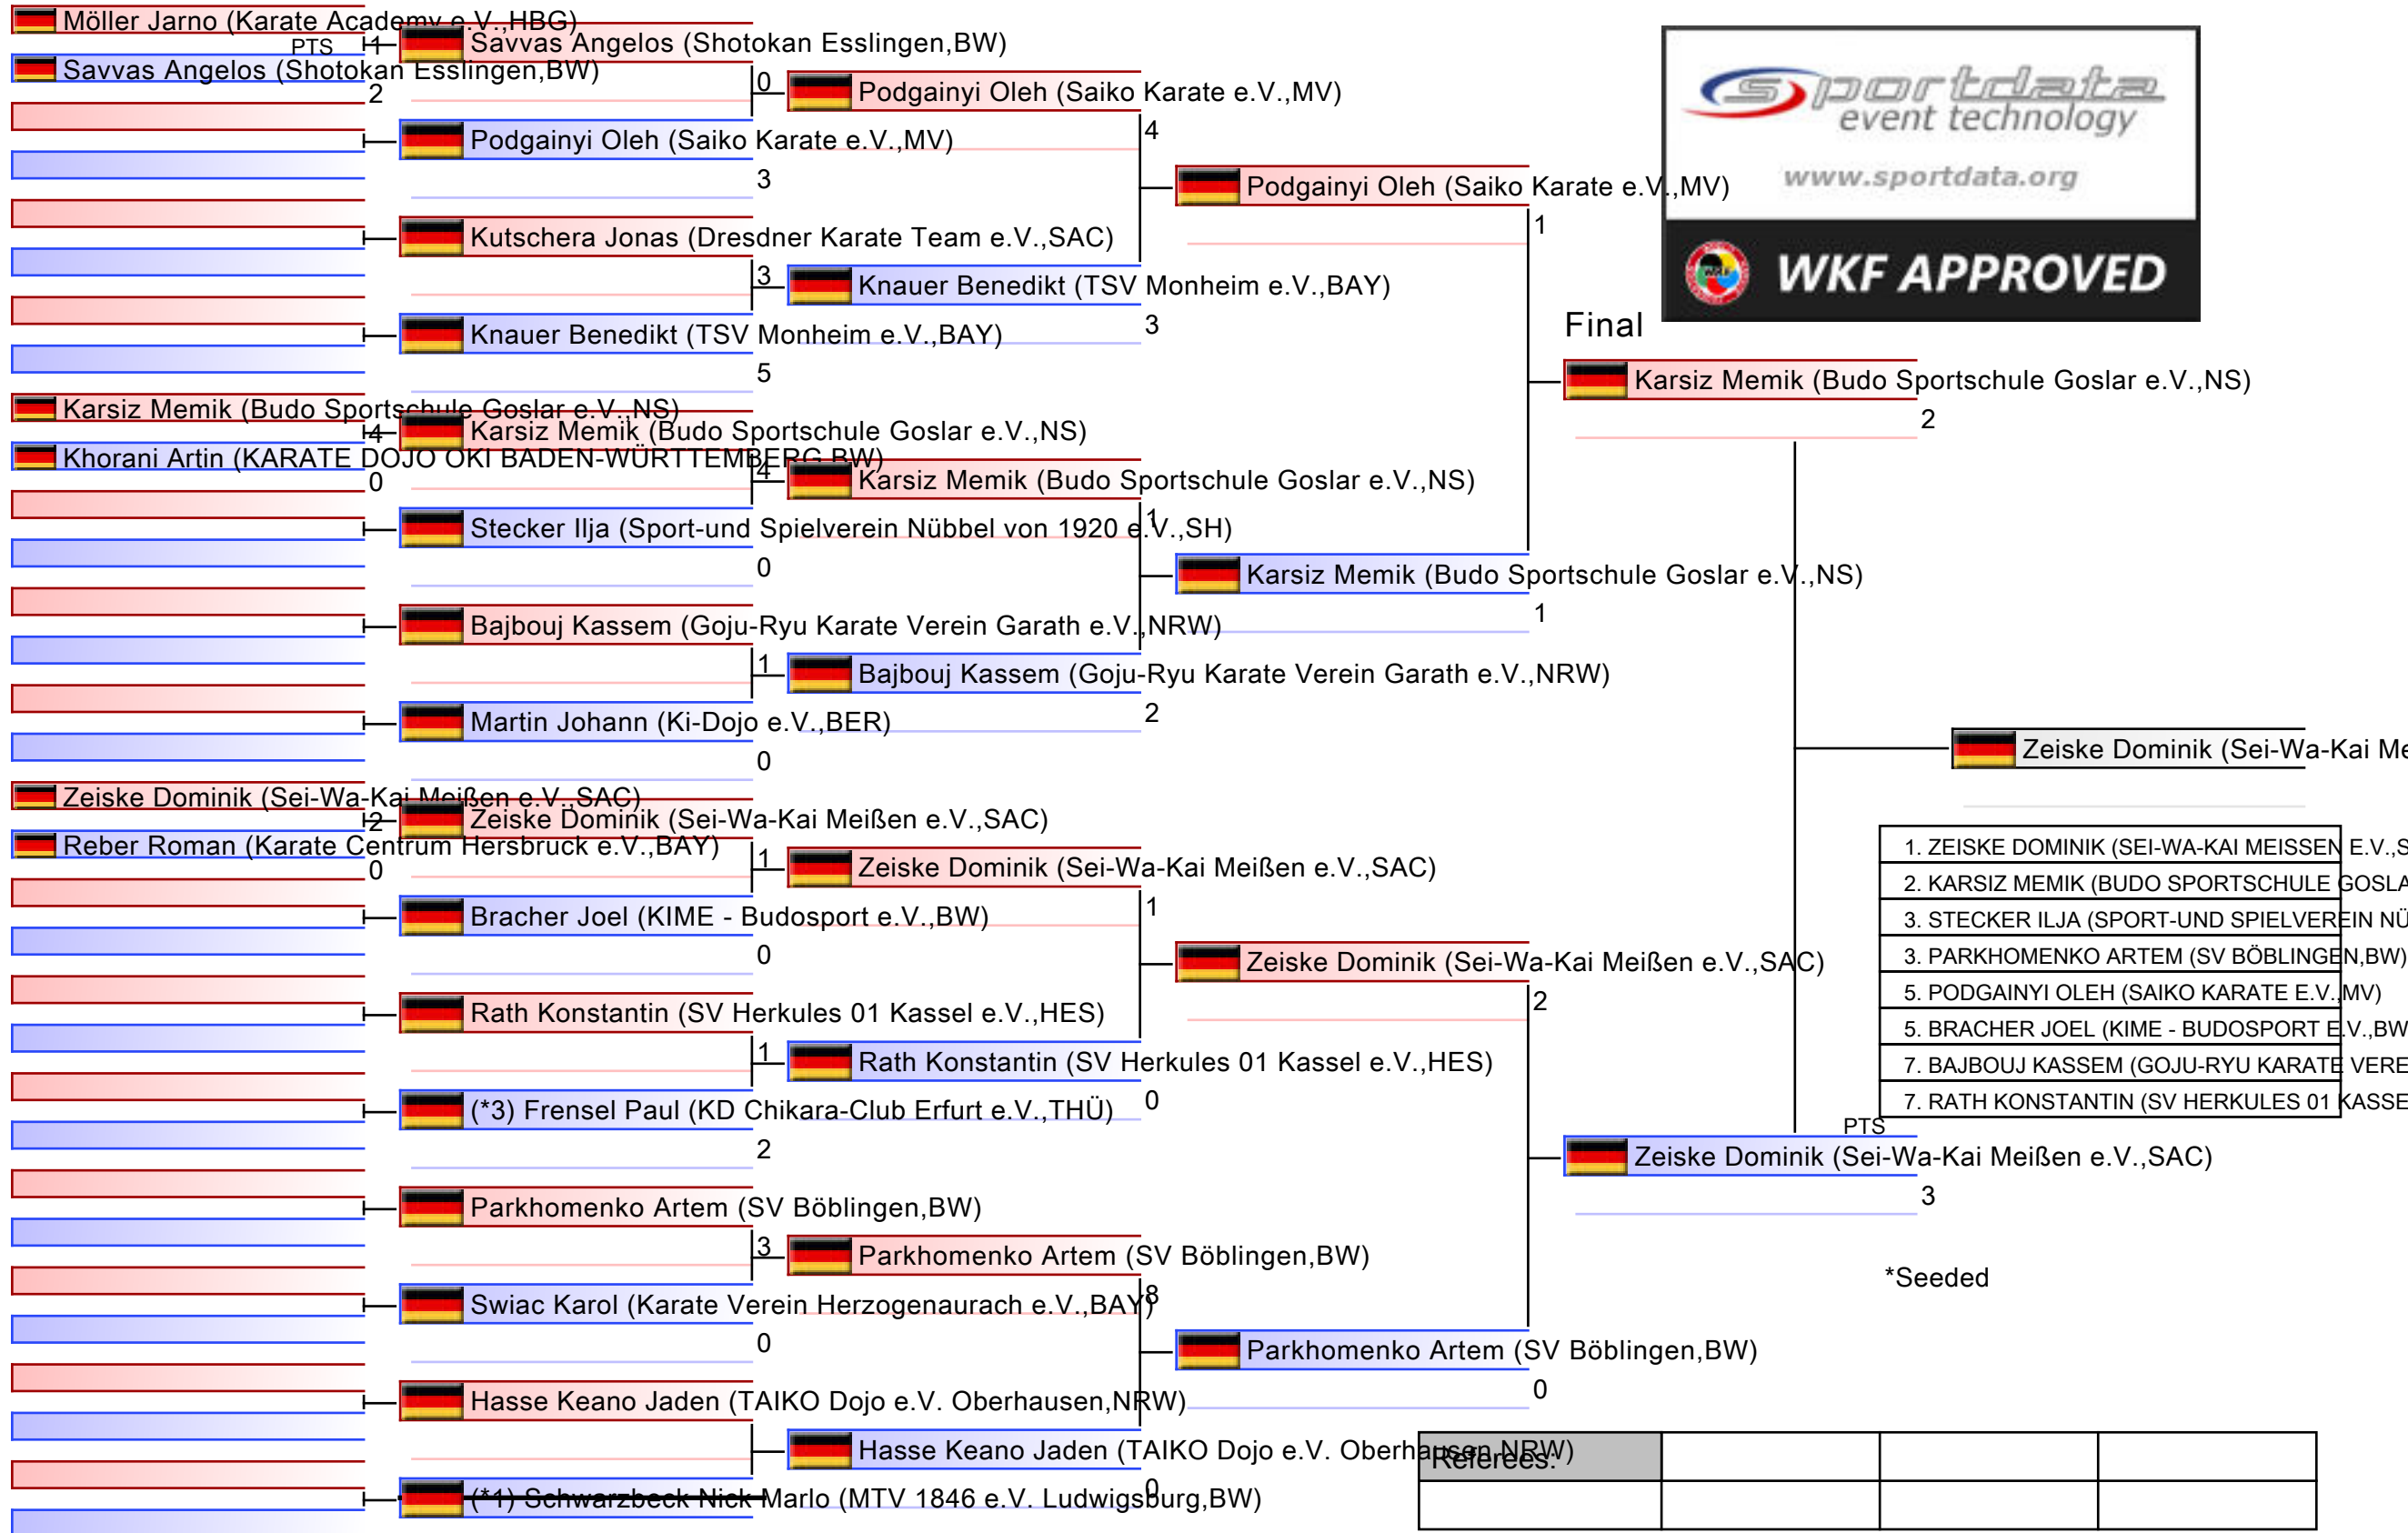 Möller Jarno (Karate Academy e.V.,HBG)
PTS 1
Savvas Angelos (Shotokan Esslingen,BW)
2
Karsiz Memik (Budo Sportschule Goslar e.V.,NS)
4
Khorani Artin (KARATE DOJO OKI BADEN-WÜRTTEMBERG,BW)
0
Zeiske Dominik (Sei-Wa-Kai Meißen e.V.,SAC)
2
Reber Roman (Karate Centrum Hersbruck e.V.,BAY)
0
Savvas Angelos (Shotokan Esslingen,BW)
0
Podgainyi Oleh (Saiko Karate e.V.,MV)
3
Kutschera Jonas (Dresdner Karate Team e.V.,SAC)
3
Knauer Benedikt (TSV Monheim e.V.,BAY)
5
Karsiz Memik (Budo Sportschule Goslar e.V.,NS)
4
Stecker Ilja (Sport-und Spielverein Nübbel von 1920 e.V.,SH)
0
Bajbouj Kassem (Goju-Ryu Karate Verein Garath e.V.,NRW)
1
Martin Johann (Ki-Dojo e.V.,BER)
0
Zeiske Dominik (Sei-Wa-Kai Meißen e.V.,SAC)
1
Bracher Joel (KIME - Budosport e.V.,BW)
0
Rath Konstantin (SV Herkules 01 Kassel e.V.,HES)
1
(*3) Frensel Paul (KD Chikara-Club Erfurt e.V.,THÜ)
2
Parkhomenko Artem (SV Böblingen,BW)
3
Swiac Karol (Karate Verein Herzogenaurach e.V.,BAY)
0
Hasse Keano Jaden (TAIKO Dojo e.V. Oberhausen,NRW)
(*1) Schwarzbeck Nick Marlo (MTV 1846 e.V. Ludwigsburg,BW)
Podgainyi Oleh (Saiko Karate e.V.,MV)
4
Knauer Benedikt (TSV Monheim e.V.,BAY)
3
Karsiz Memik (Budo Sportschule Goslar e.V.,NS)
1
Bajbouj Kassem (Goju-Ryu Karate Verein Garath e.V.,NRW)
2
Zeiske Dominik (Sei-Wa-Kai Meißen e.V.,SAC)
1
Rath Konstantin (SV Herkules 01 Kassel e.V.,HES)
0
Parkhomenko Artem (SV Böblingen,BW)
8
Hasse Keano Jaden (TAIKO Dojo e.V. Oberhausen,NRW)
0
Podgainyi Oleh (Saiko Karate e.V.,MV)
1
Karsiz Memik (Budo Sportschule Goslar e.V.,NS)
1
Zeiske Dominik (Sei-Wa-Kai Meißen e.V.,SAC)
2
Parkhomenko Artem (SV Böblingen,BW)
0
sportdata
event technology
www.sportdata.org
WKF
WKF APPROVED
Final
Karsiz Memik (Budo Sportschule Goslar e.V.,NS)
2
PTS
Zeiske Dominik (Sei-Wa-Kai Meißen e.V.,SAC)
3
Zeiske Dominik (Sei-Wa-Kai Me
1. ZEISKE DOMINIK (SEI-WA-KAI MEISSEN E.V.,S
2. KARSIZ MEMIK (BUDO SPORTSCHULE GOSLA
3. STECKER ILJA (SPORT-UND SPIELVEREIN NÜ
3. PARKHOMENKO ARTEM (SV BÖBLINGEN,BW)
5. PODGAINYI OLEH (SAIKO KARATE E.V.,MV)
5. BRACHER JOEL (KIME - BUDOSPORT E.V.,BW
7. BAJBOUJ KASSEM (GOJU-RYU KARATE VERE
7. RATH KONSTANTIN (SV HERKULES 01 KASSE
*Seeded
Referees: